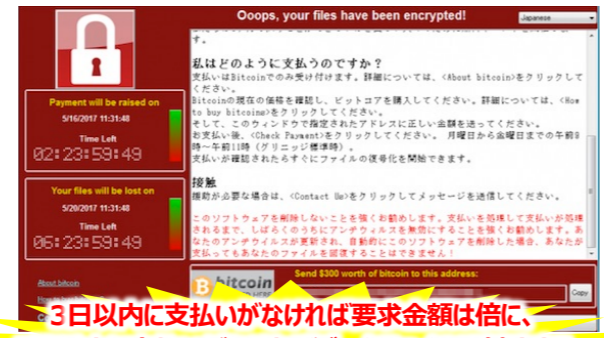 Ooops, your files have been encrypted!
Japanese
す。
私はどのように支払うのですか？
支払いはBitcoinでのみ受け付けます。詳細については、<About bitcoin>をクリックして
ください。
Bitcoinの現在の価格を確認し、ビットコアを購入してください。詳細については、<How
to buy bitcoins>をクリックしてください。
そして、このウィンドウで指定されたアドレスに正しい金額を送ってください。
お支払い後、<Check Payment>をクリックしてください。 月曜日から金曜日までの午前9
時〜午前11時（グリニッジ標準時）。
支払いが確認されたらすぐにファイルの復号化を開始できます。
接触
援助が必要な場合は、<Contact Us>をクリックしてメッセージを送信してください。
このソフトウェアを削除しないことを強くお勧めします。支払いを処理して支払いが処理
されるまで、しばらくのうちにアンチウィルスを無効にすることを強くお勧めします。あ
なたのアンチウイルスが更新され、自動的にこのソフトウェアを削除した場合、あなたが
支払ってもあなたのファイルを回復することはできません！
Payment will be raised on
5/16/2017 11:31:48
Time Left
02:23:59:49
Your files will be lost on
5/20/2017 11:31:48
Time Left
06:23:59:49
About bitcoin
bitcoin
Send $300 worth of bitcoin to this address:
Copy
3日以内に支払いがなければ要求金額は倍に、